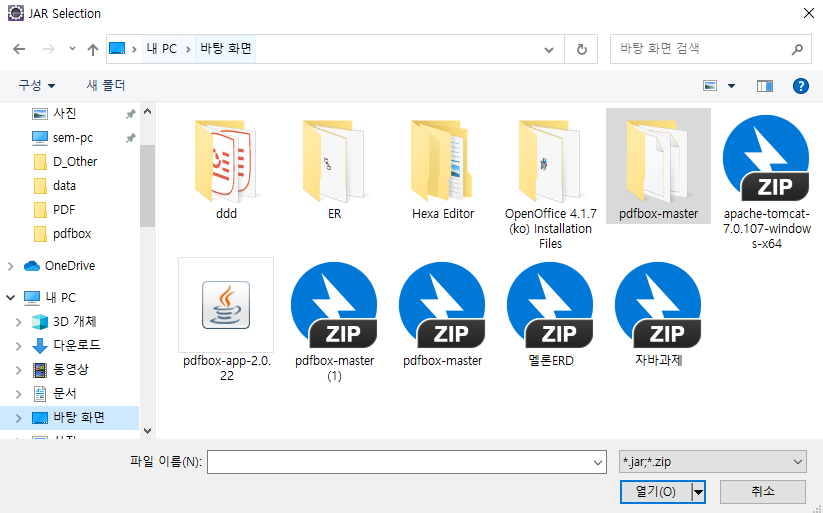 JAR Selection
내 PC
바탕 화면
바탕 화면 검색
구성
새 폴더
사진
sem-pc
D_Other
data
PDF
pdfbox
OneDrive
내 PC
3D 개체
다운로드
동영상
문서
바탕 화면
ddd
ER
Hexa Editor
OpenOffice 4.1.7
(ko) Installation
Files
pdfbox-master
ZIP
apache-tomcat-
7.0.107-window
s-x64
pdfbox-app-2.0.
22
ZIP
pdfbox-master
(1)
ZIP
pdfbox-master
ZIP
멜론ERD
ZIP
자바과제
파일 이름(N):
*.jar;*.zip
열기(O)
취소